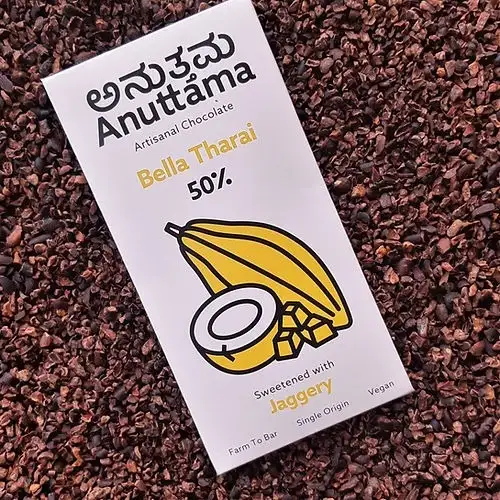 ಅನುತ್ತಮ
Anuttama
Artisanal Chocolate
Bella Tharai
50%
Sweetened with
Jaggery
Farm To Bar Single Origin Vegan